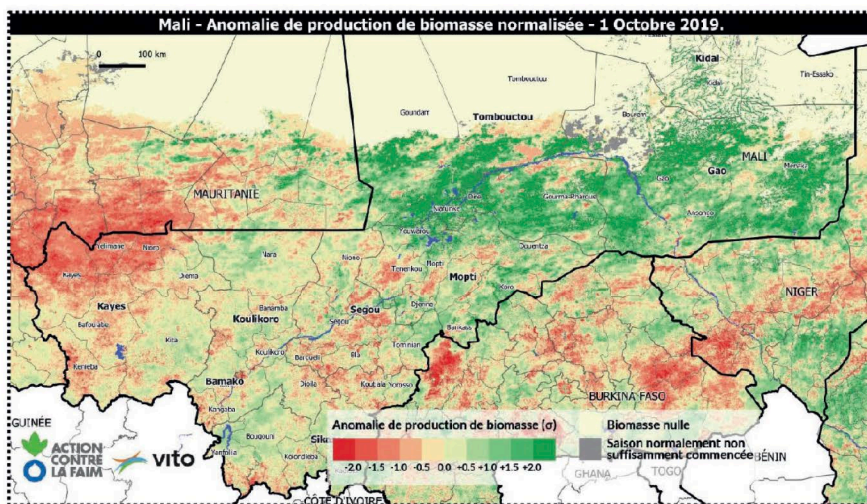 Mali - Anomalie de production de biomasse normalisée - 1 Octobre 2019.
0 100 km
Kidal
Kidal
Tin-Essako
Tombouctou
Goundam
Tombouctou
Bourem
MALI
Gao
Gao
Menaka
MAURITANIE
Niafunke
Dire
Gourma-Rharous
Ansongo
Youwarou
Yelimane
Nioro
Nara
Niono
Tenenkou
Mopti
Douentza
Kayes
Diema
Mopti
NIGER
Kayes
Segou
Koro
Djenne
Banamba
Bafoulabe
Koulikoro
Segou
Bankass
Kita
Koulikoro
Baroueli
Bla
Tominian
Kenieba
Bamako
Dioila
Koutiala
Yorosso
Kangaba
BURKINA FASO
GUINÉE
Bougouni
Sik
Yanfolila
Kolondieba
Anomalie de production de biomasse (σ)
-2.0 -1.5 -1.0 -0.5 0.0 +0.5 +1.0 +1.5 +2.0
Biomasse nulle
Saison normalement non
suffisamment commencée
BÉNIN
ACTION
CONTRE
LA FAIM
vito
GHANA
TOGO
CÔTE D'IVOIRE